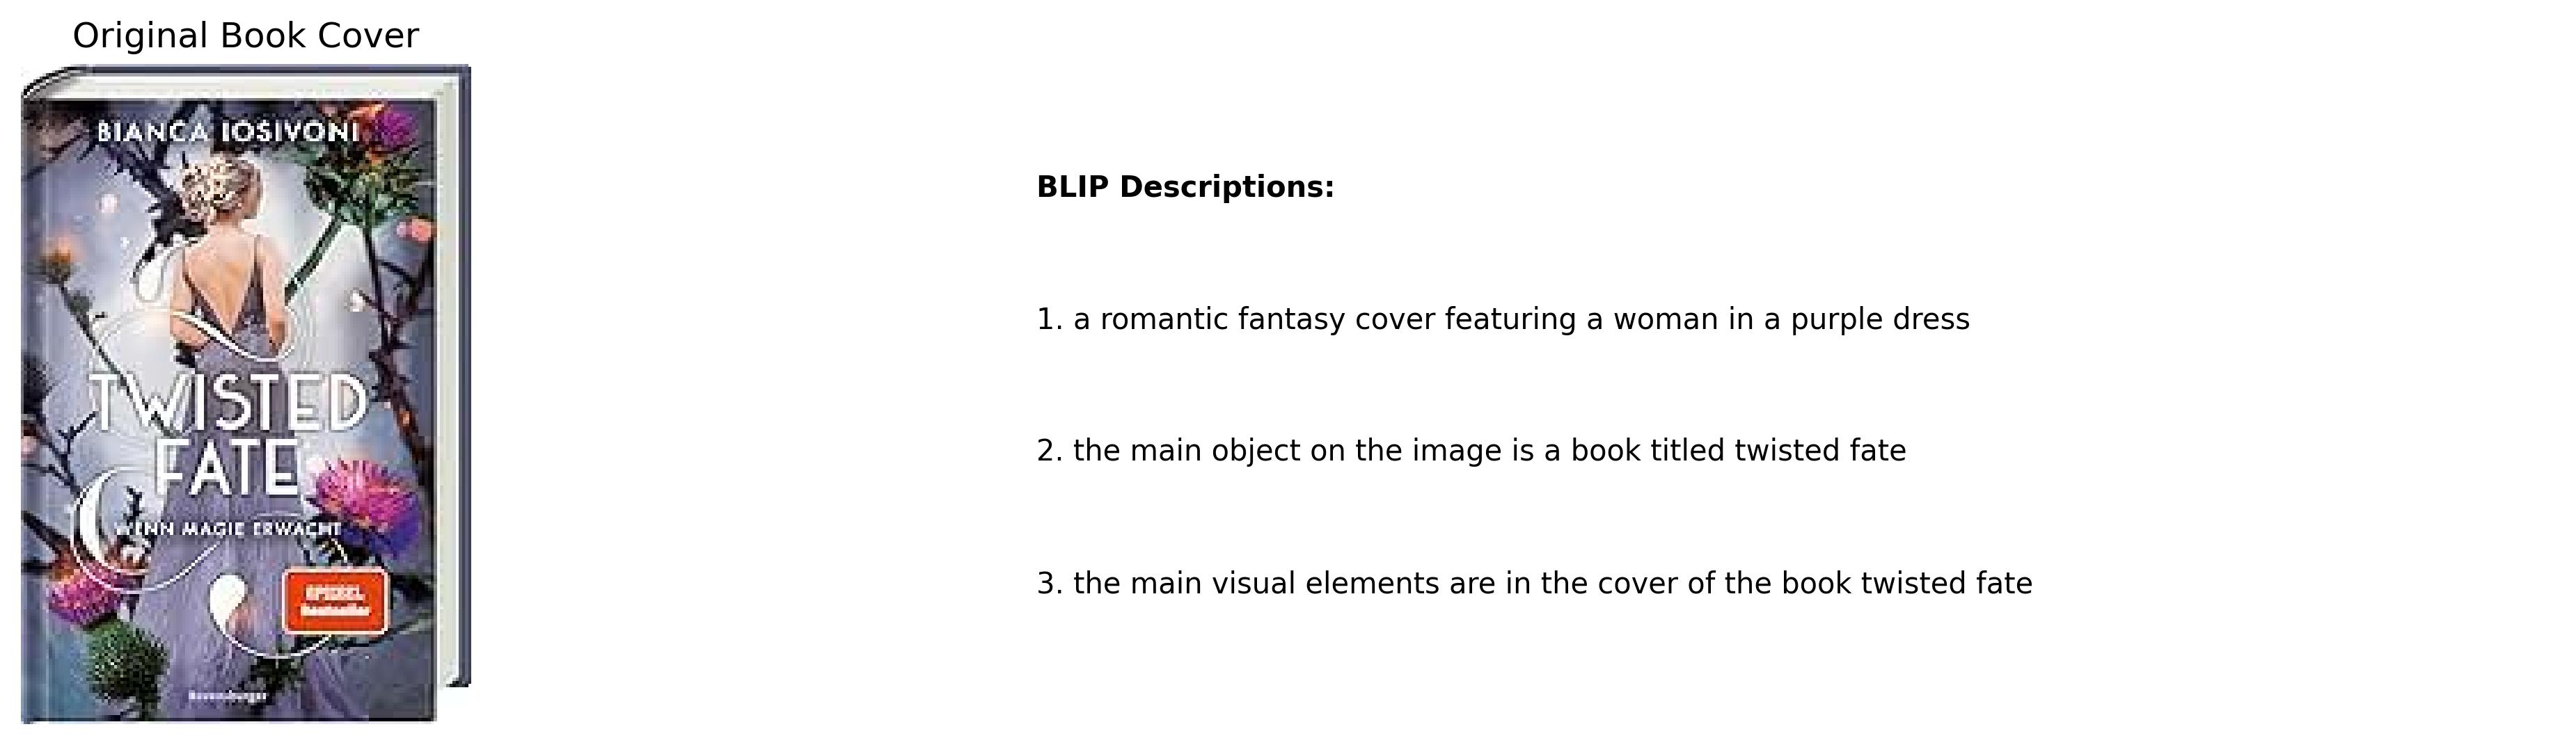 Original Book Cover
BIANCA IOSIVONI
TWISTED
FATE
WENN MAGIE ERWACHT
SPIEGEL
Bestseller
Ravensburger
BLIP Descriptions:
1. a romantic fantasy cover featuring a woman in a purple dress
2. the main object on the image is a book titled twisted fate
3. the main visual elements are in the cover of the book twisted fate